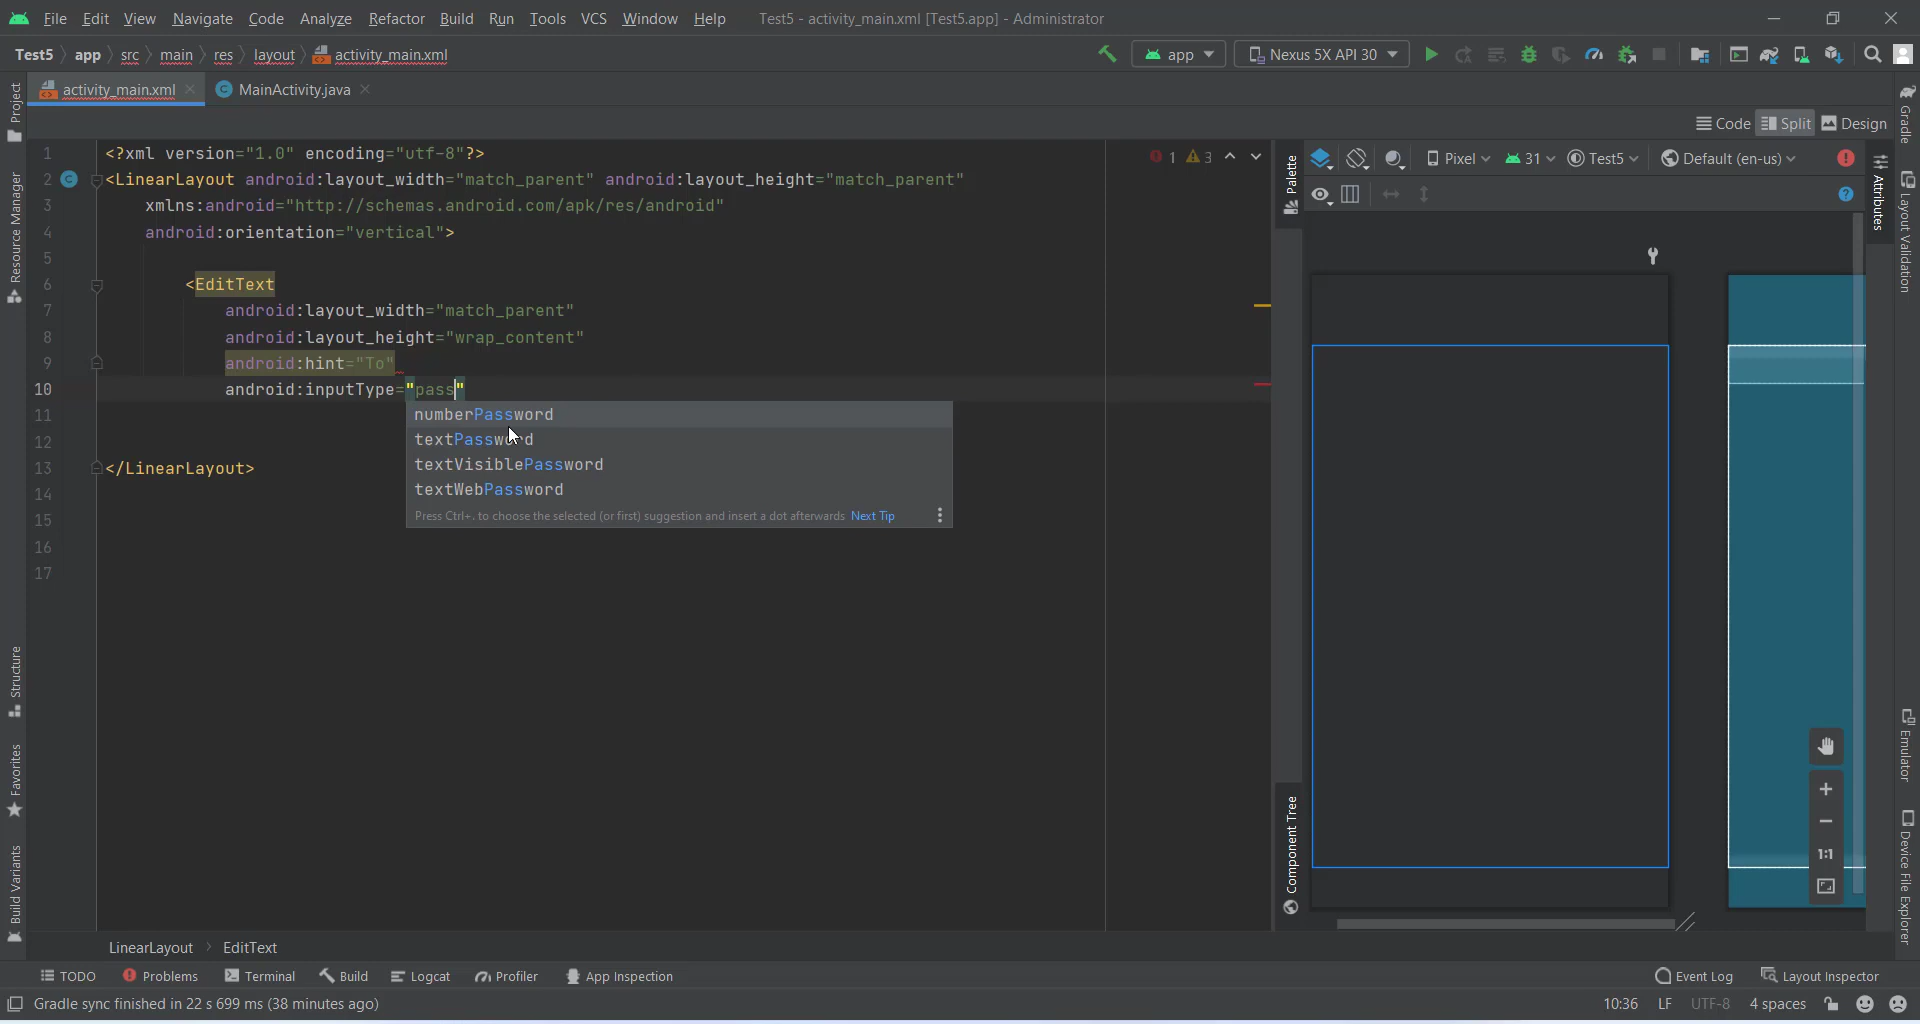 File Edit View Navigate Code Analyze Refactor Build Run Tools VCS Window Help Test5 - activity_main.xml [Test5.app] - Administrator
Test5 app src main res layout activity_main.xml app Nexus 5X API 30
activity_main.xml MainActivity.java
Code Split Design
Project
Resource Manager
Structure
Favorites
Build Variants
1 <?xml version="1.0" encoding="utf-8"?>
2 <LinearLayout android:layout_width="match_parent" android:layout_height="match_parent"
3 xmlns:android="http://schemas.android.com/apk/res/android"
4 android:orientation="vertical">
5
6 <EditText
7 android:layout_width="match_parent"
8 android:layout_height="wrap_content"
9 android:hint="To"
10 android:inputType="pass"
11
12
13 </LinearLayout>
14
15
16
17
numberPassword
textPassword
textVisiblePassword
textWebPassword
Press Ctrl+. to choose the selected (or first) suggestion and insert a dot afterwards Next Tip
1 3
Palette
Component Tree
Pixel 31 Test5 Default (en-us)
?
1:1
Attributes
Gradle
Layout Validation
Emulator
Device File Explorer
LinearLayout EditText
TODO Problems Terminal Build Logcat Profiler App Inspection Event Log Layout Inspector
Gradle sync finished in 22 s 699 ms (38 minutes ago) 10:36 LF UTF-8 4 spaces